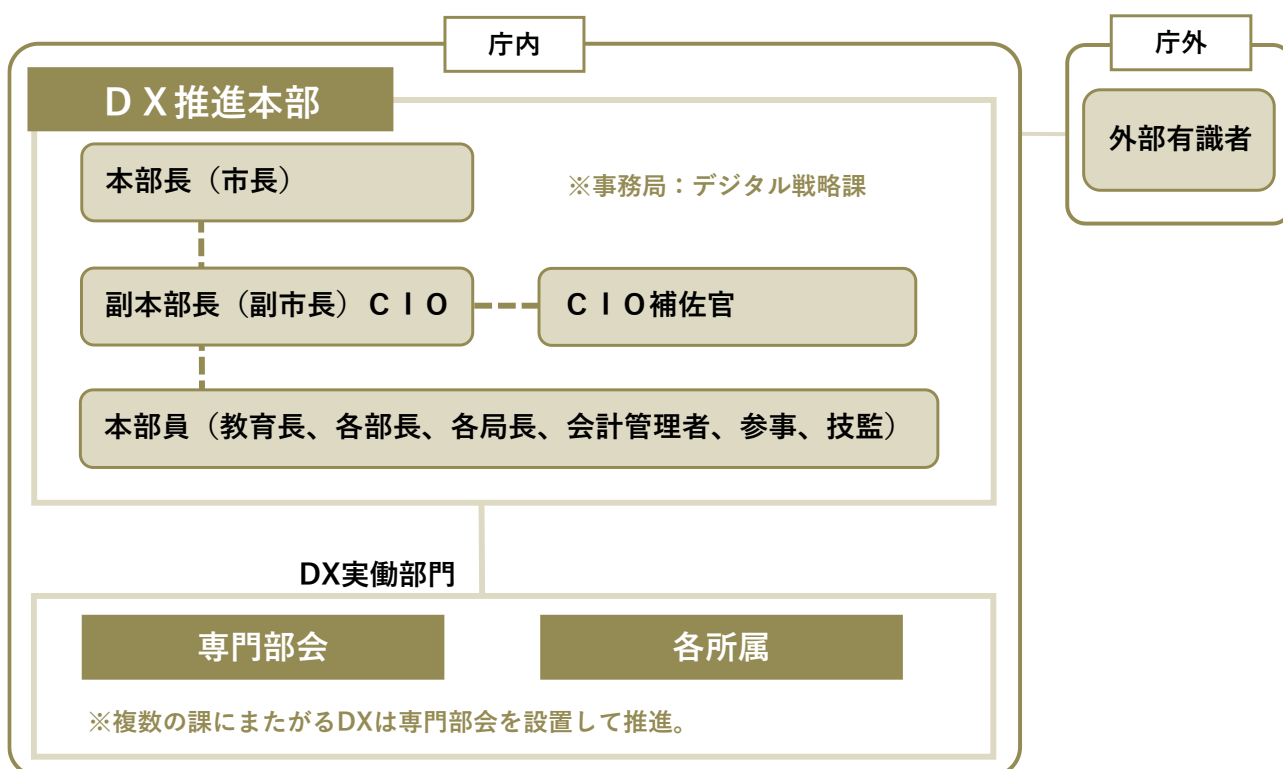 庁内
庁外
ＤＸ推進本部
外部有識者
本部長（市長）
※事務局：デジタル戦略課
副本部長（副市長）ＣＩＯ
ＣＩＯ補佐官
本部員（教育長、各部長、各局長、会計管理者、参事、技監）
DX実働部門
専門部会
各所属
※複数の課にまたがるDXは専門部会を設置して推進。